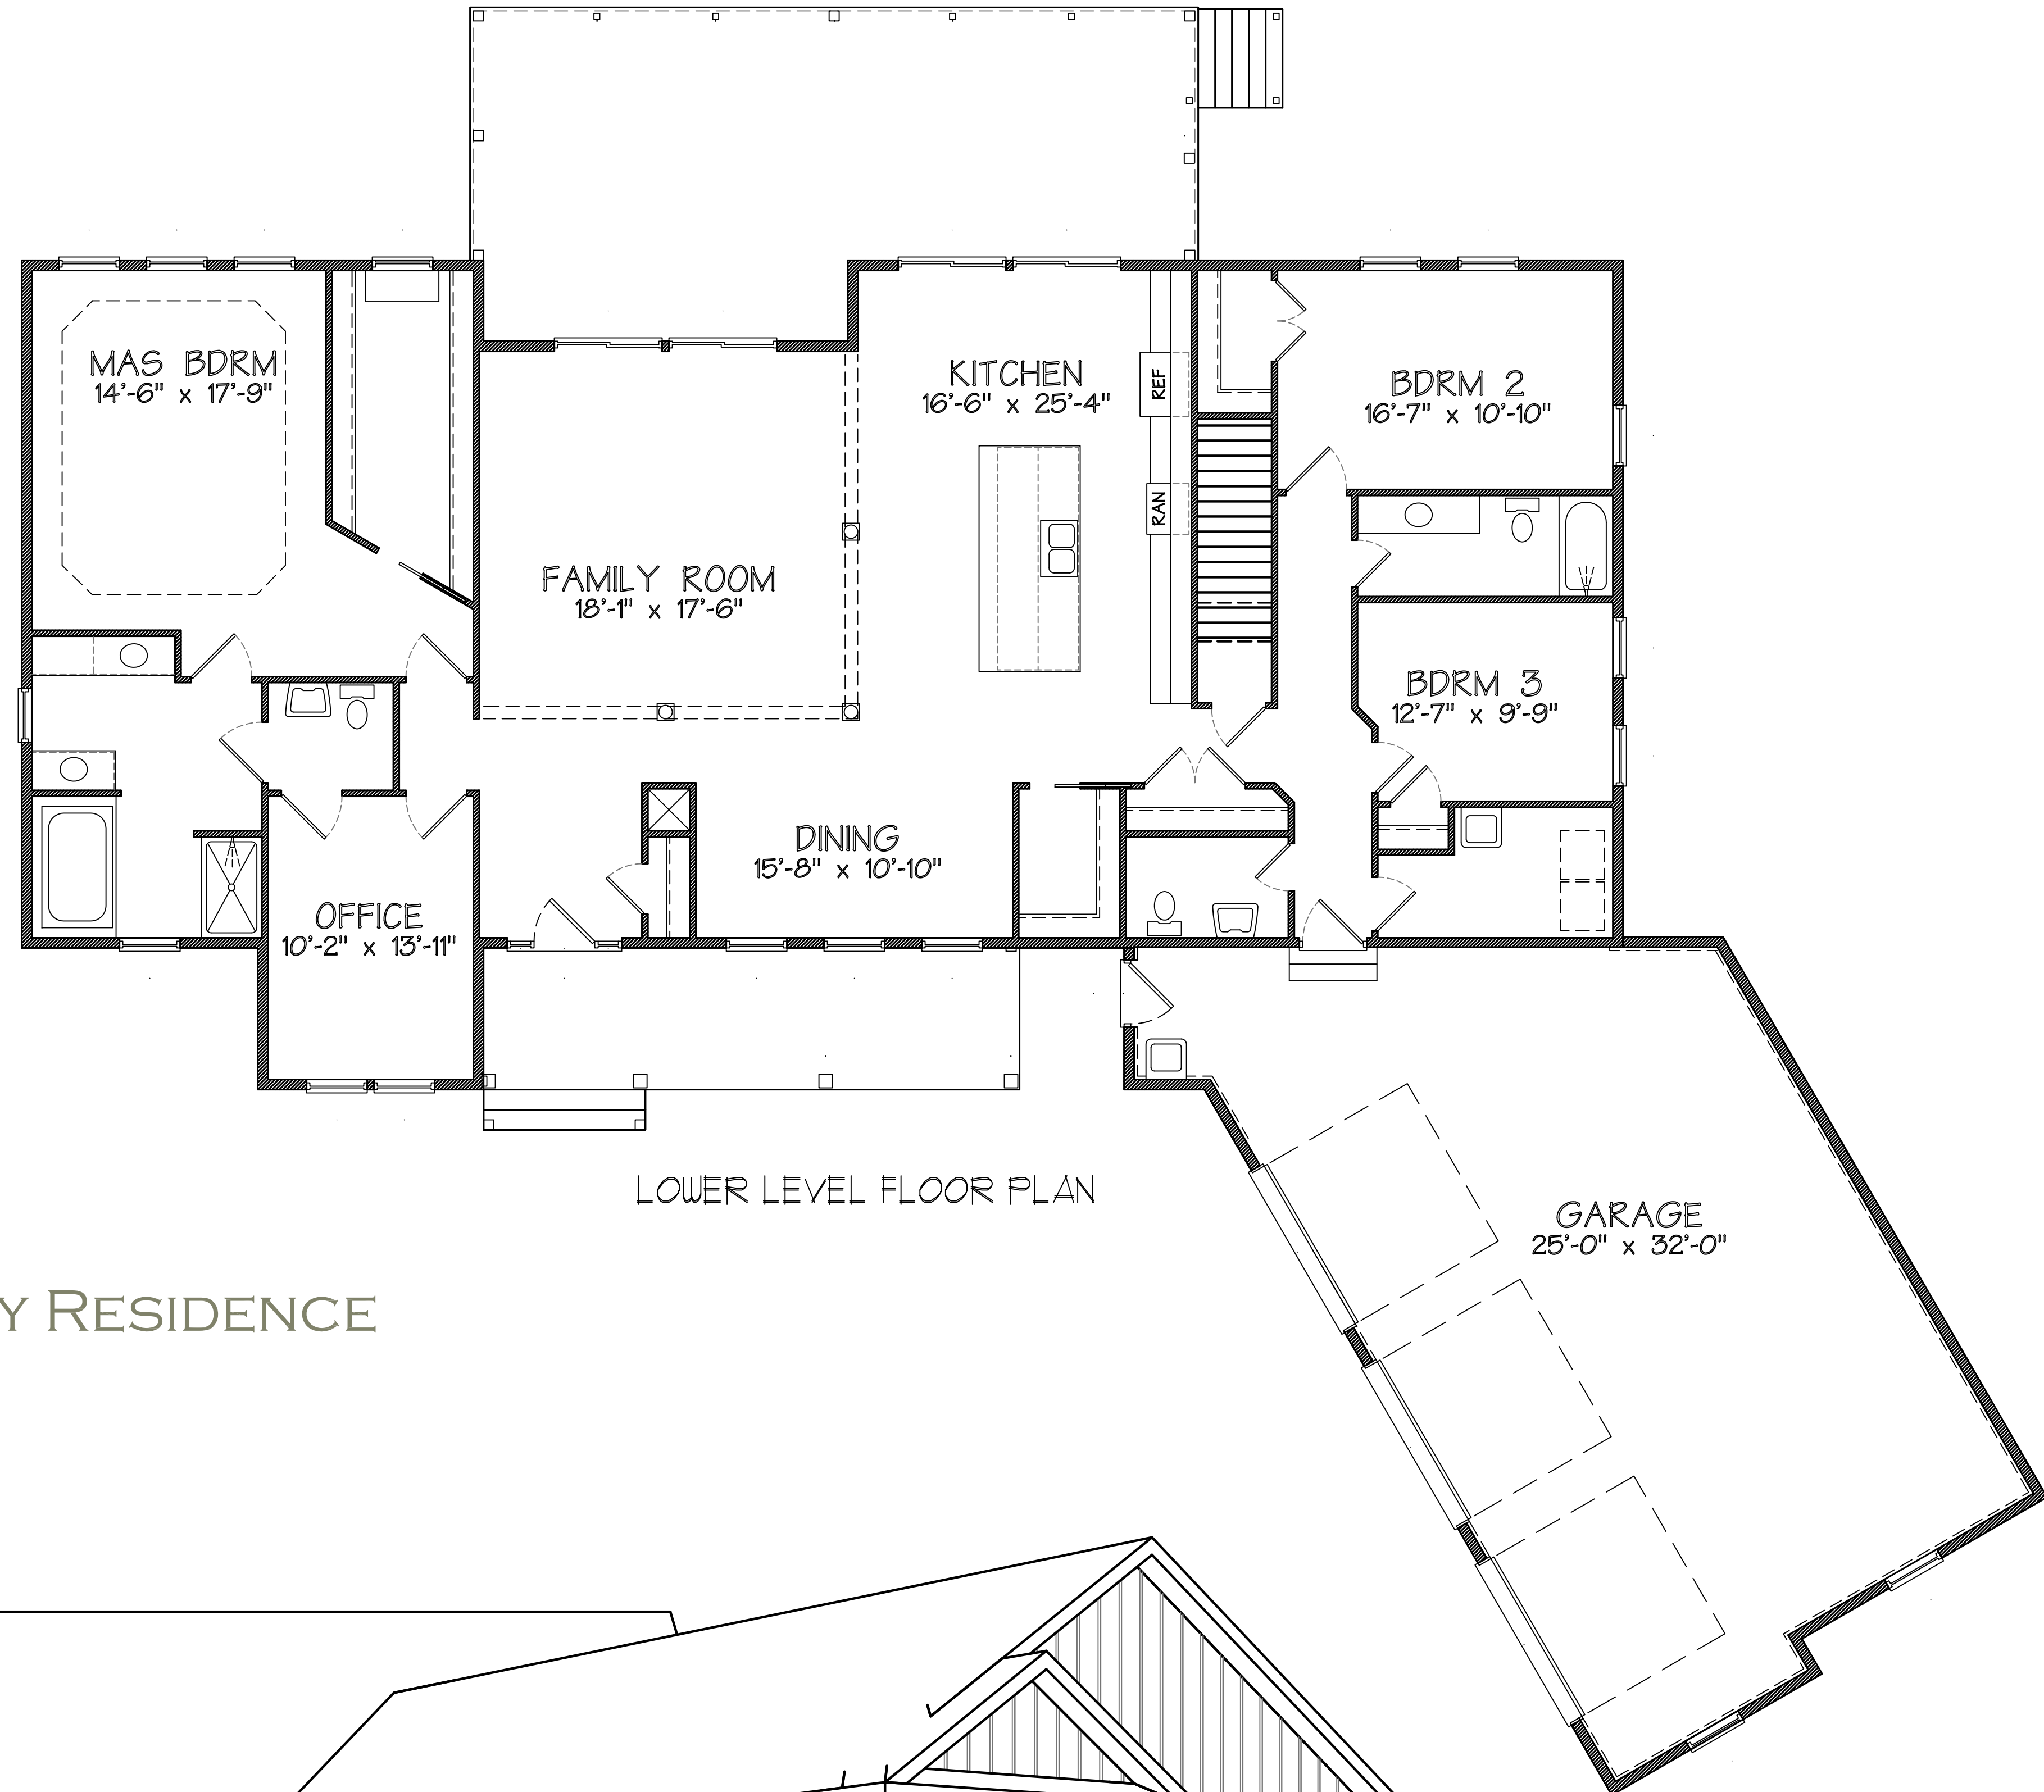 MAS BDRM
14'-6" x 17'-9"
KITCHEN
16'-6" x 25'-4"
REF
RAN
BDRM 2
16'-7" x 10'-10"
FAMILY ROOM
18'-1" x 17'-6"
BDRM 3
12'-7" x 9'-9"
DINING
15'-8" x 10'-10"
OFFICE
10'-2" x 13'-11"
LOWER LEVEL FLOOR PLAN
GARAGE
25'-0" x 32'-0"
Y RESIDENCE